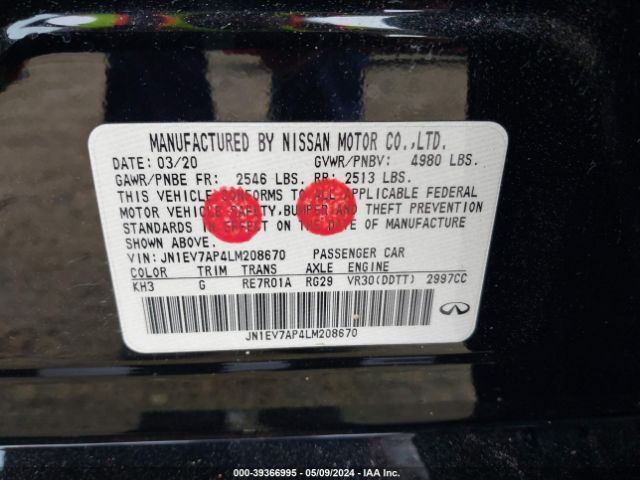 MANUFACTURED BY NISSAN MOTOR CO.,LTD.
DATE: 03/20 GVWR/PNBV: 4980 LBS.
GAWR/PNBE FR: 2546 LBS. RR: 2513 LBS.
THIS VEHICLE CONFORMS TO ALL APPLICABLE FEDERAL
MOTOR VEHICLE SAFETY, BUMPER AND THEFT PREVENTION
STANDARDS IN EFFECT ON THE DATE OF MANUFACTURE
SHOWN ABOVE.
VIN: JN1EV7AP4LM208670 PASSENGER CAR
COLOR TRIM TRANS AXLE ENGINE
KH3 G RE7R01A RG29 VR30(DDTT) 2997CC
JN1EV7AP4LM208670
000-39366995 - 05/09/2024 - IAA Inc.